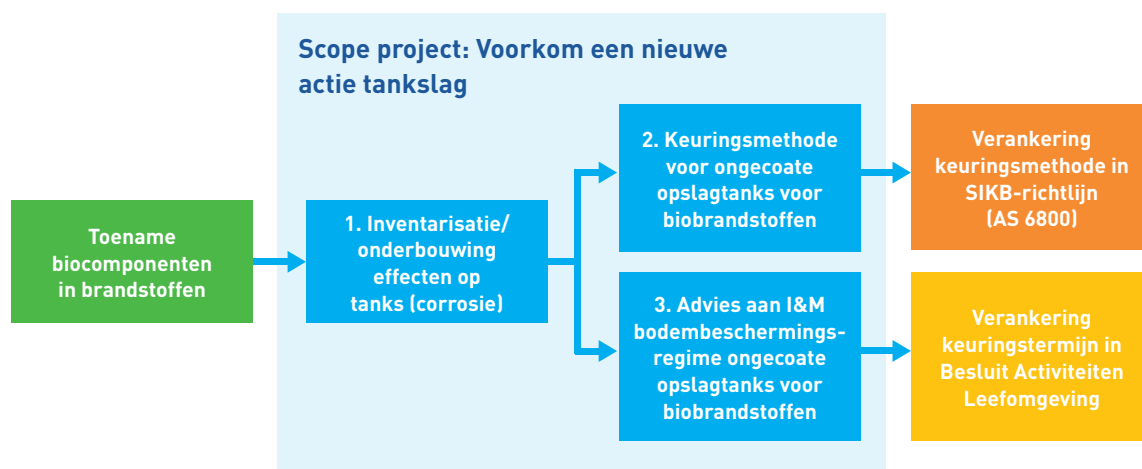 Scope project: Voorkom een nieuwe
actie tankslag
Toename
biocomponenten
in brandstoffen
1. Inventarisatie/
onderbouwing
effecten op
tanks (corrosie)
2. Keuringsmethode
voor ongecoate
opslagtanks voor
biobrandstoffen
3. Advies aan I&M
bodembeschermings-
regime ongecoate
opslagtanks voor
biobrandstoffen
Verankering
keuringsmethode in
SIKB-richtlijn
(AS 6800)
Verankering
keuringstermijn in
Besluit Activiteiten
Leefomgeving